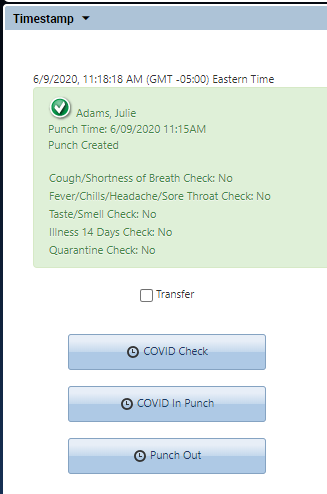 Timestamp
6/9/2020, 11:18:18 AM (GMT -05:00) Eastern Time
Adams, Julie
Punch Time: 6/09/2020 11:15AM
Punch Created
Cough/Shortness of Breath Check: No
Fever/Chills/Headache/Sore Throat Check: No
Taste/Smell Check: No
Illness 14 Days Check: No
Quarantine Check: No
Transfer
COVID Check
COVID In Punch
Punch Out